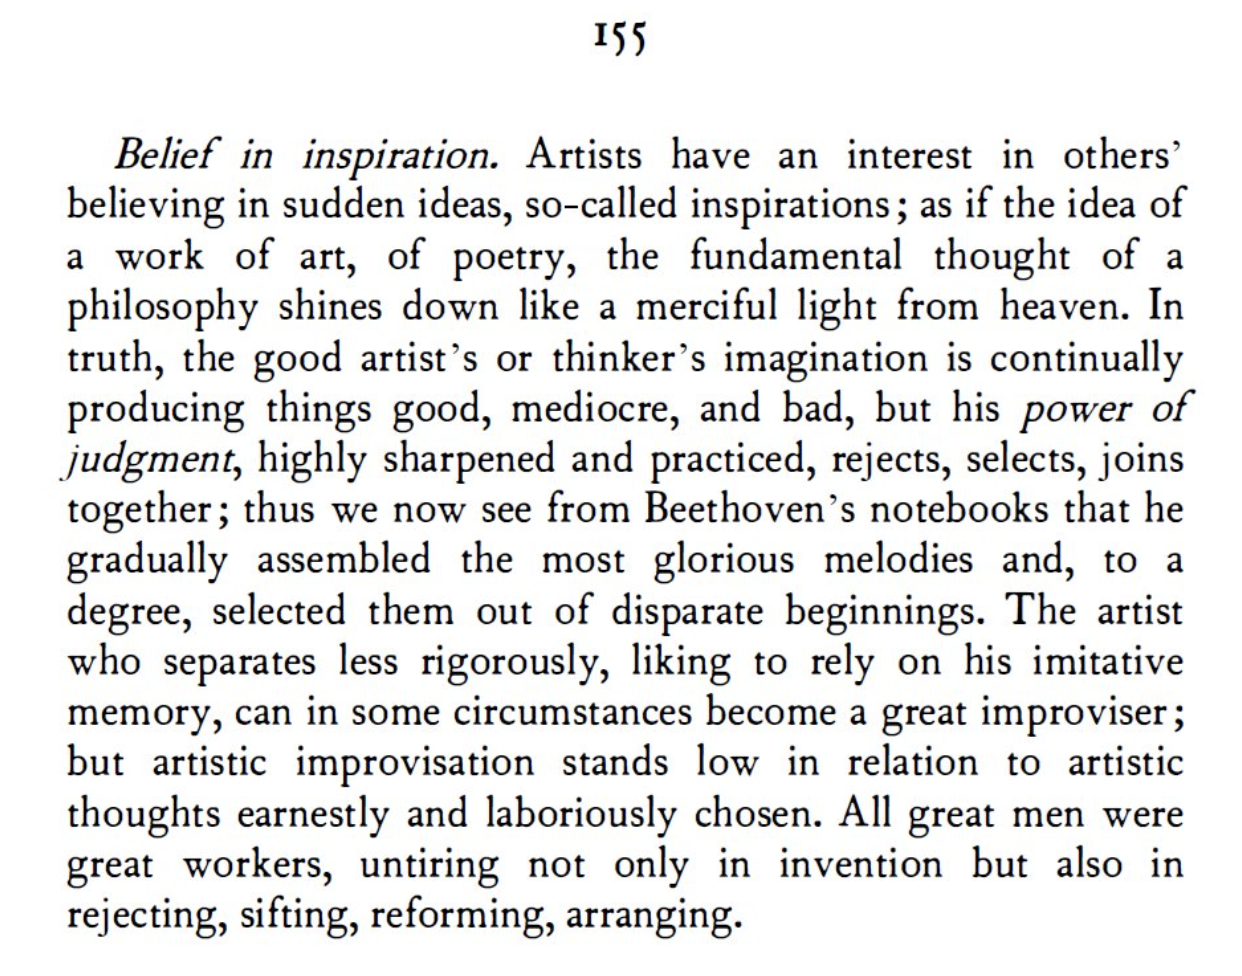 155
Belief in inspiration. Artists have an interest in others’
believing in sudden ideas, so-called inspirations; as if the idea of
a work of art, of poetry, the fundamental thought of a
philosophy shines down like a merciful light from heaven. In
truth, the good artist’s or thinker’s imagination is continually
producing things good, mediocre, and bad, but his power of
judgment, highly sharpened and practiced, rejects, selects, joins
together; thus we now see from Beethoven’s notebooks that he
gradually assembled the most glorious melodies and, to a
degree, selected them out of disparate beginnings. The artist
who separates less rigorously, liking to rely on his imitative
memory, can in some circumstances become a great improviser;
but artistic improvisation stands low in relation to artistic
thoughts earnestly and laboriously chosen. All great men were
great workers, untiring not only in invention but also in
rejecting, sifting, reforming, arranging.